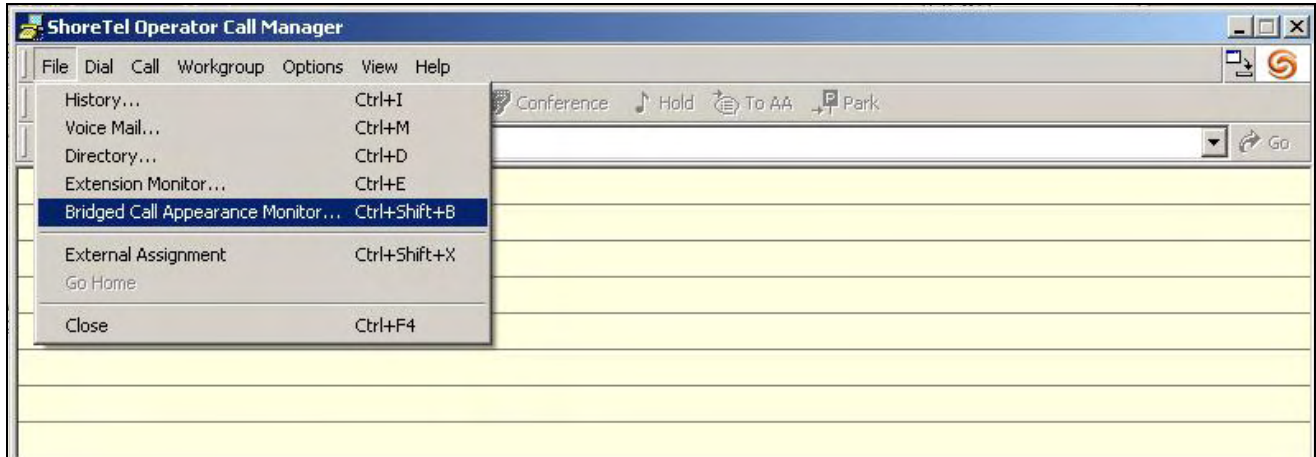 ShoreTel Operator Call Manager
File Dial Call Workgroup Options View Help
History... Ctrl+I
Conference Hold To AA Park
Voice Mail... Ctrl+M
Go
Directory... Ctrl+D
Extension Monitor... Ctrl+E
Bridged Call Appearance Monitor... Ctrl+Shift+B
External Assignment Ctrl+Shift+X
Go Home
Close Ctrl+F4